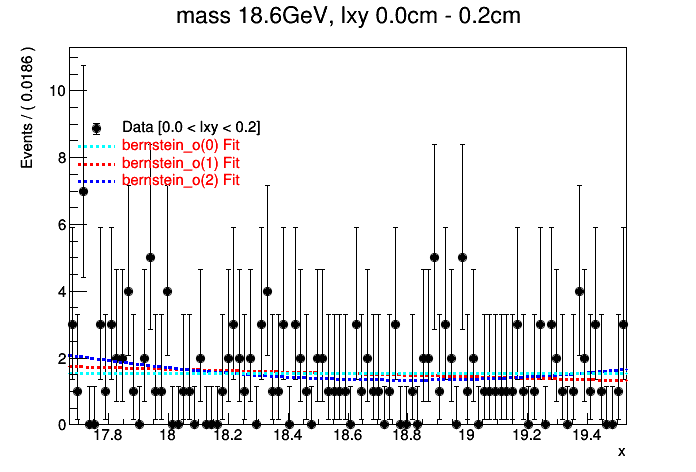 mass 18.6GeV, lxy 0.0cm - 0.2cm
Events / ( 0.0186 )
10
8
6
4
2
0
Data [0.0 < lxy < 0.2]
bernstein_o(0) Fit
bernstein_o(1) Fit
bernstein_o(2) Fit
17.8 18 18.2 18.4 18.6 18.8 19 19.2 19.4
x